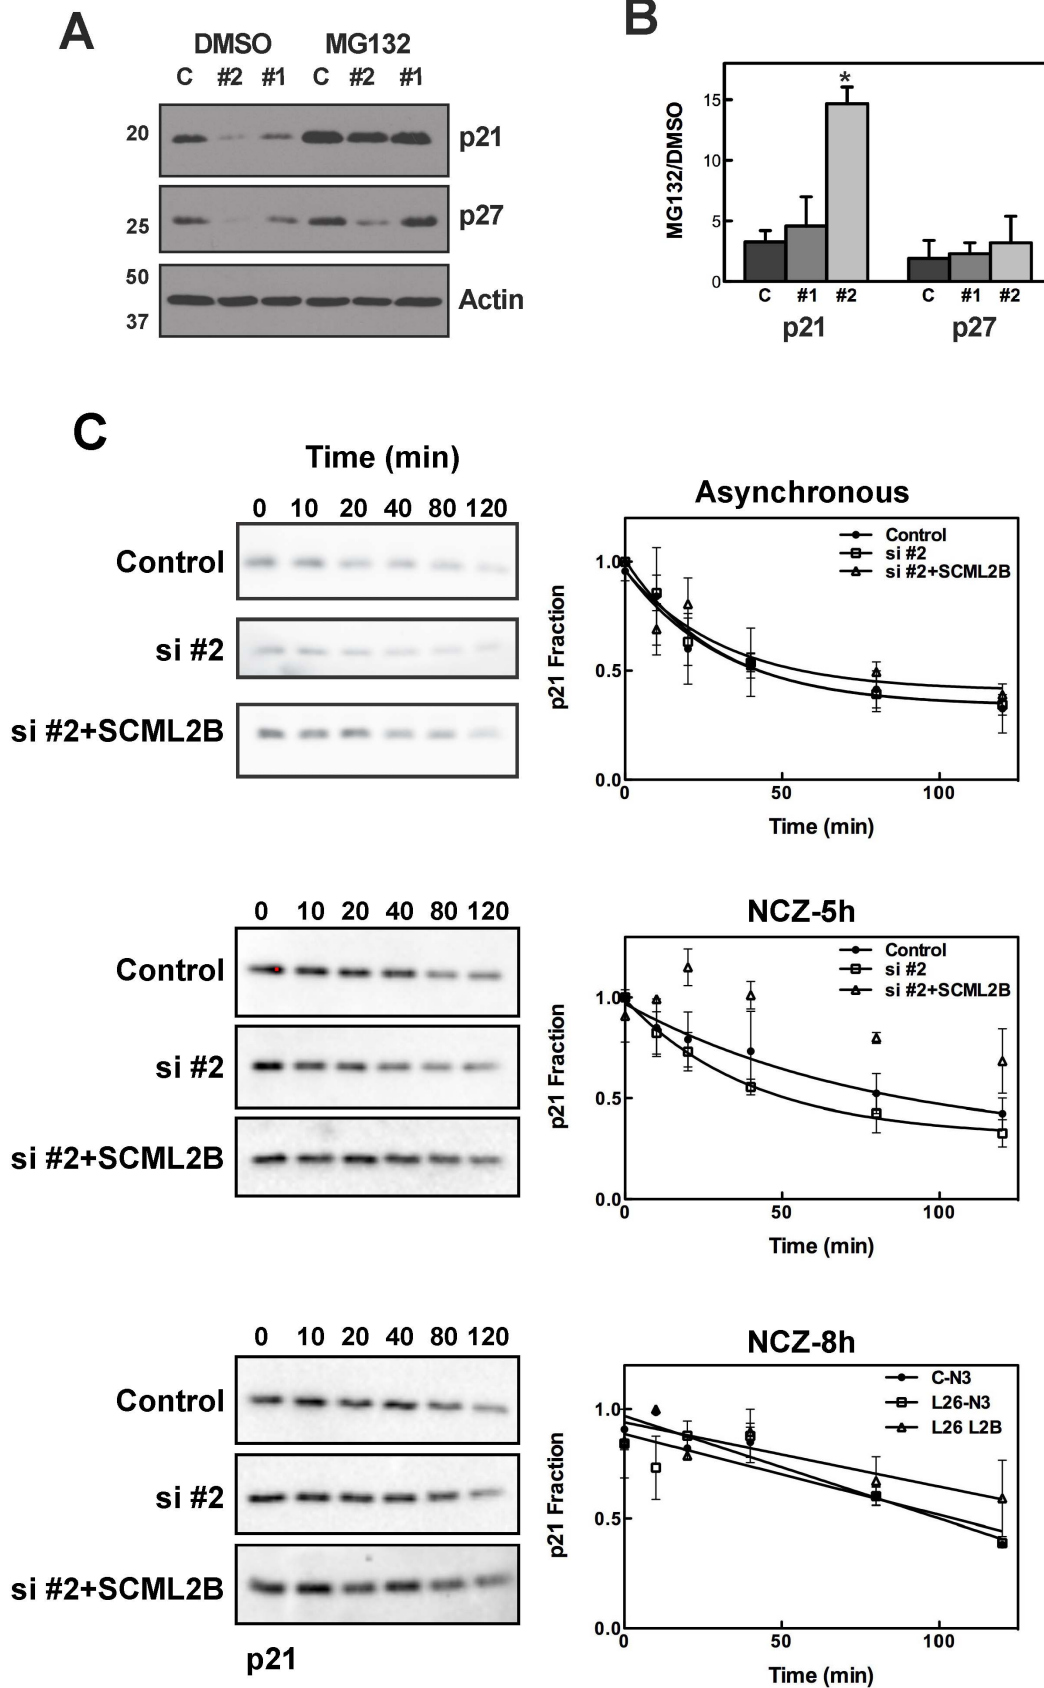 A
DMSO MG132
C #2 #1 C #2 #1
20
p21
25
p27
50
37
Actin
B
MG132/DMSO
15
10
5
0
*
C #1 #2 C #1 #2
p21 p27
C
Time (min)
0 10 20 40 80 120
Control
si #2
si #2+SCML2B
Asynchronous
Control
si #2
si #2+SCML2B
p21 Fraction
1.0
0.5
0.0
0 50 100
Time (min)
0 10 20 40 80 120
Control
si #2
si #2+SCML2B
NCZ-5h
Control
si #2
si #2+SCML2B
p21 Fraction
1.0
0.5
0.0
0 50 100
Time (min)
0 10 20 40 80 120
Control
si #2
si #2+SCML2B
p21
NCZ-8h
C-N3
L26-N3
L26 L2B
p21 Fraction
1.0
0.5
0.0
0 50 100
Time (min)